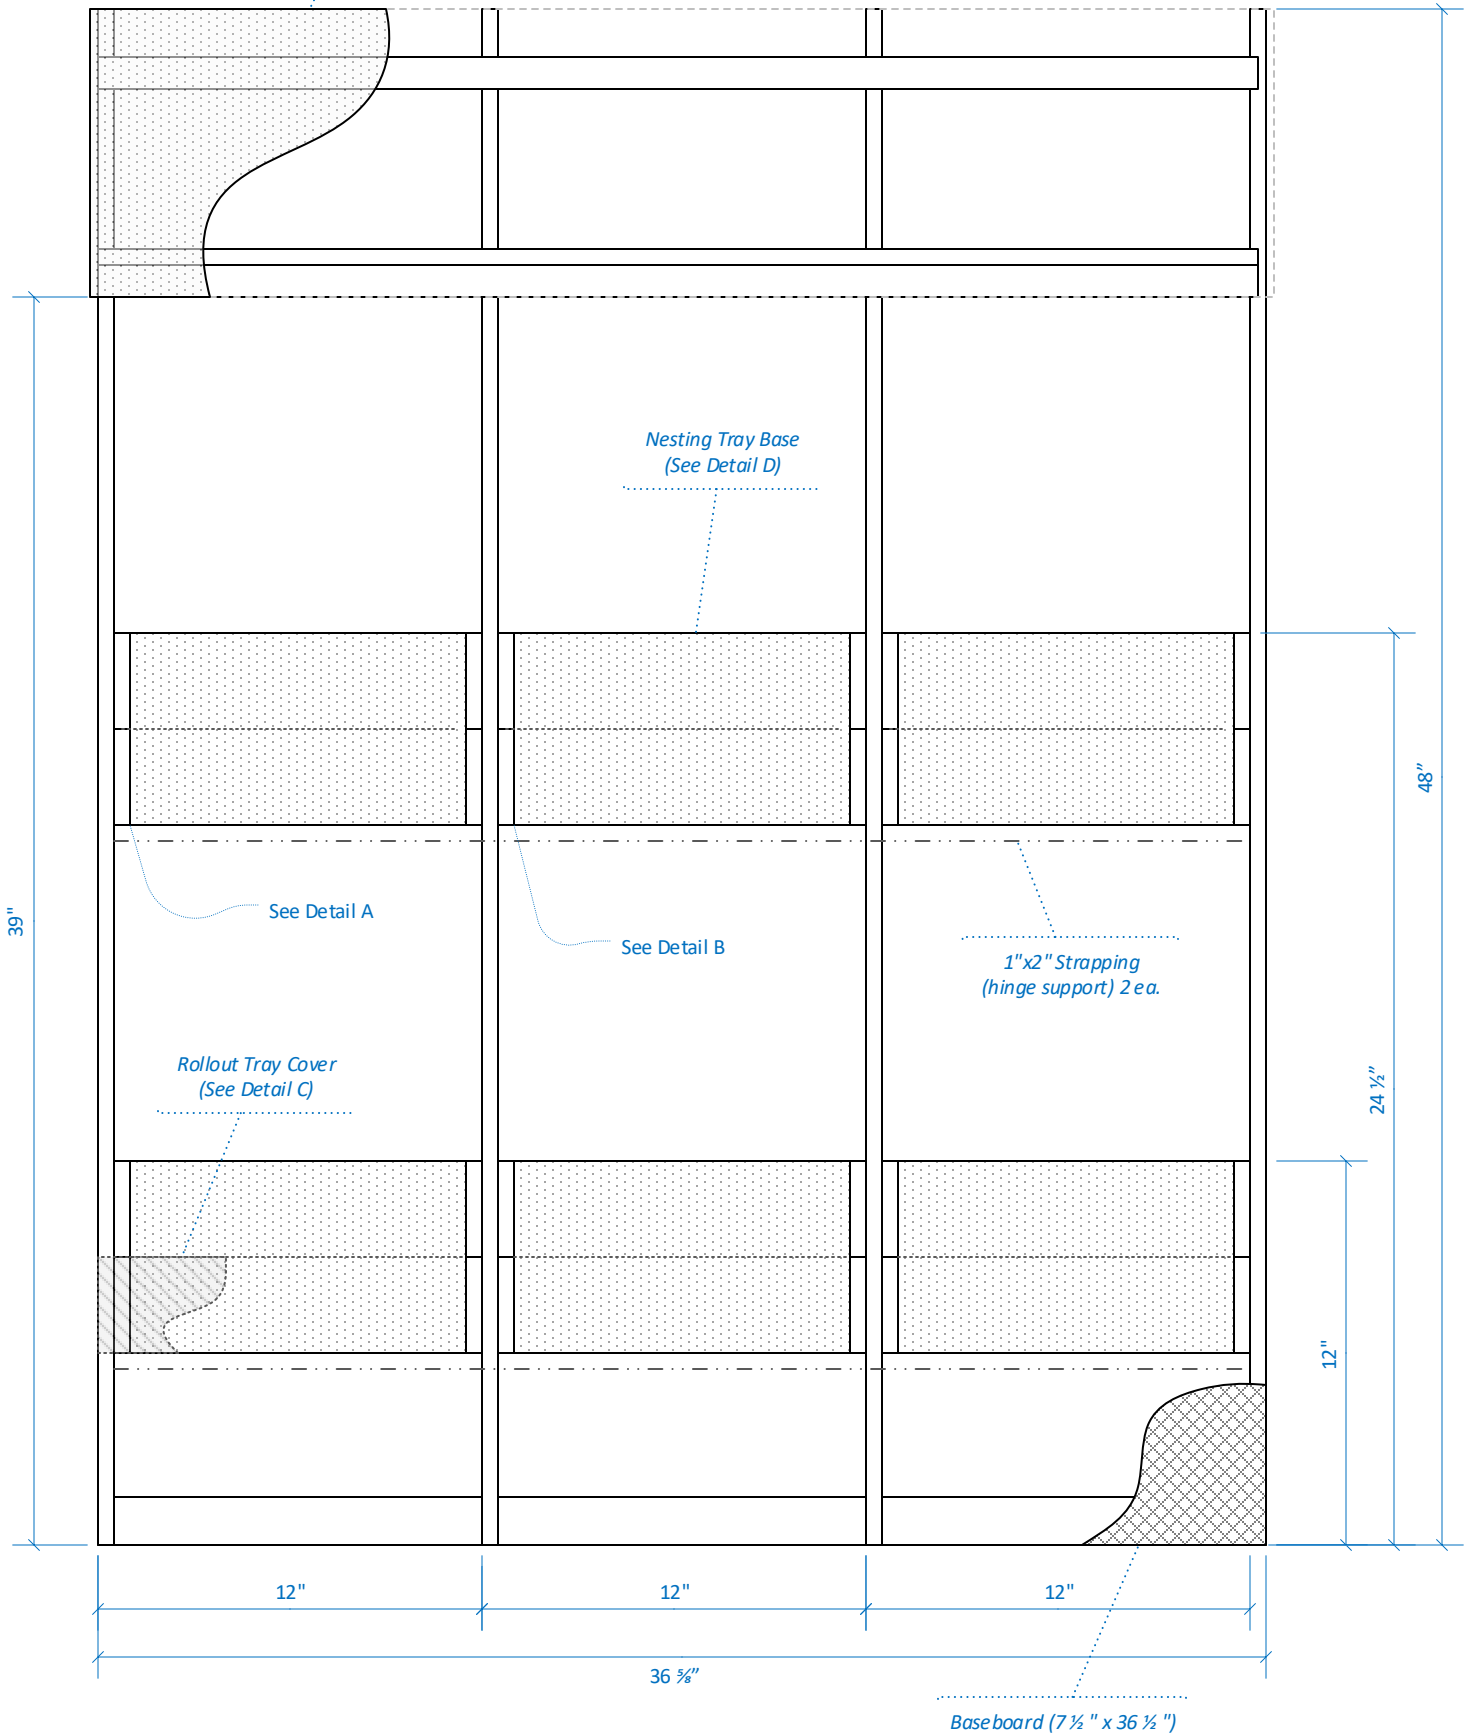 Nesting Tray Base
(See Detail D)
48"
39"
See Detail A
See Detail B
1"x2" Strapping
(hinge support) 2 ea.
Rollout Tray Cover
(See Detail C)
24 ½"
12"
12"
12"
12"
36 ⅝"
Baseboard (7 ½ " x 36 ½ ")